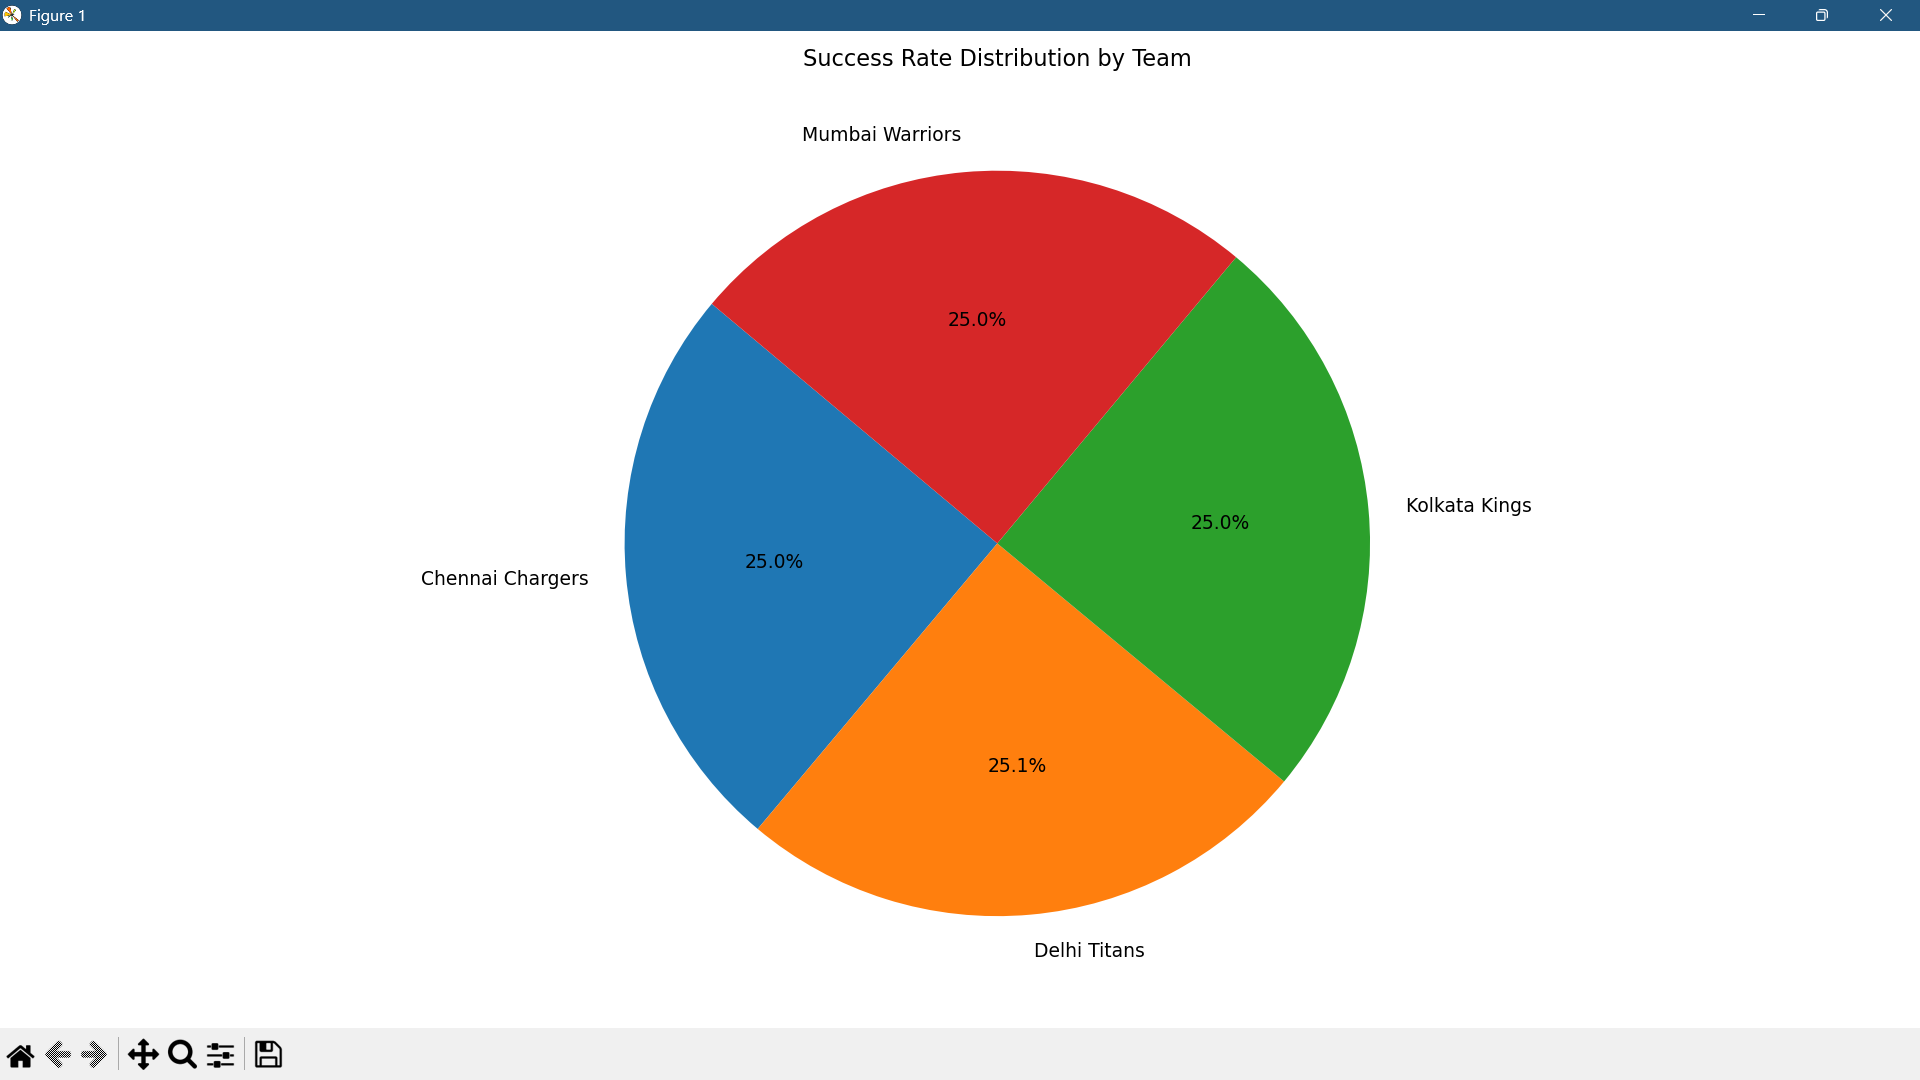 Figure 1
Success Rate Distribution by Team
Mumbai Warriors
25.0%
Kolkata Kings
25.0%
25.0%
Chennai Chargers
25.1%
Delhi Titans